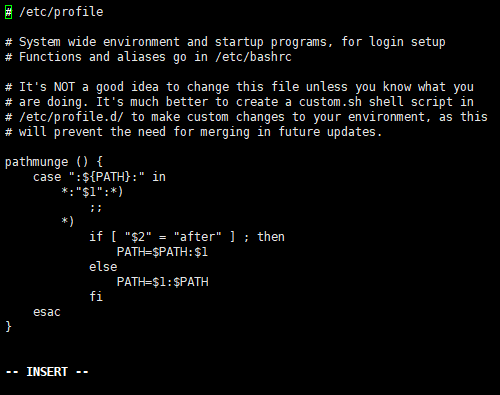 # /etc/profile

# System wide environment and startup programs, for login setup
# Functions and aliases go in /etc/bashrc

# It's NOT a good idea to change this file unless you know what you
# are doing. It's much better to create a custom.sh shell script in
# /etc/profile.d/ to make custom changes to your environment, as this
# will prevent the need for merging in future updates.

pathmunge () {
    case ":${PATH}:" in
        *:"$1":*)
            ;;
        *)
            if [ "$2" = "after" ] ; then
                PATH=$PATH:$1
            else
                PATH=$1:$PATH
            fi
    esac
}

-- INSERT --